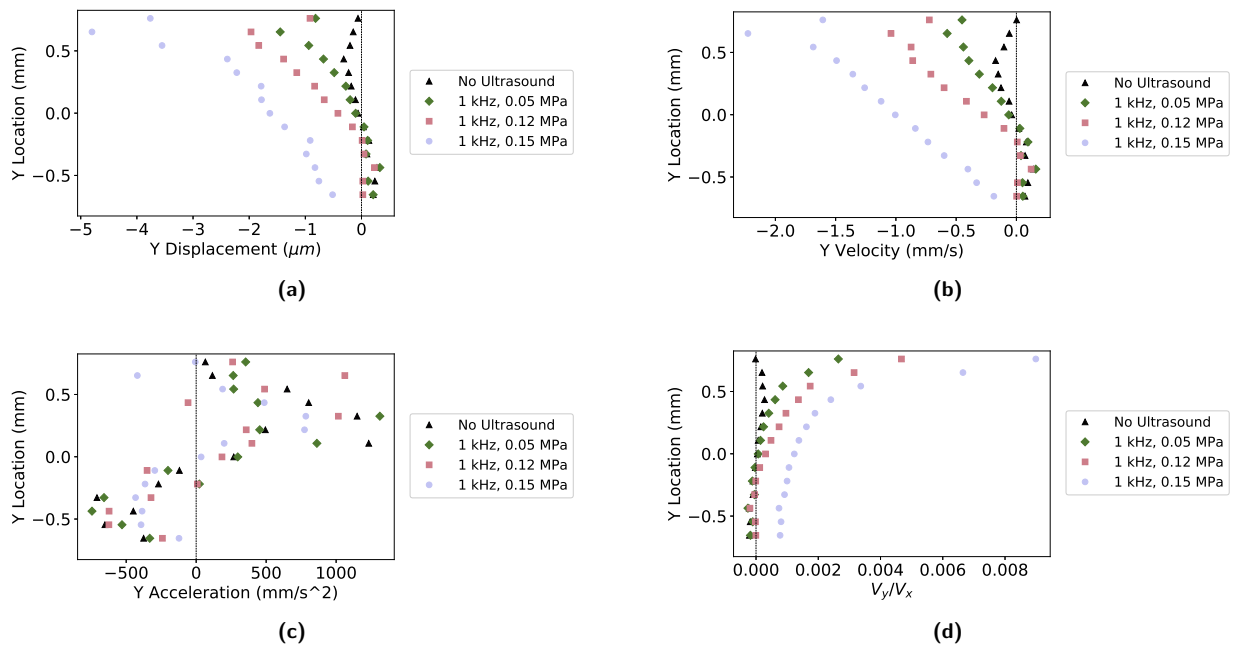 Y Location (mm)
0.5
0.0
−0.5
−5
−4
−3
−2
−1
0
Y Displacement (μm)
No Ultrasound
1 kHz, 0.05 MPa
1 kHz, 0.12 MPa
1 kHz, 0.15 MPa
(a)
Y Location (mm)
0.5
0.0
−0.5
−2.0
−1.5
−1.0
−0.5
0.0
Y Velocity (mm/s)
No Ultrasound
1 kHz, 0.05 MPa
1 kHz, 0.12 MPa
1 kHz, 0.15 MPa
(b)
Y Location (mm)
0.5
0.0
−0.5
−500
0
500
1000
Y Acceleration (mm/s^2)
No Ultrasound
1 kHz, 0.05 MPa
1 kHz, 0.12 MPa
1 kHz, 0.15 MPa
(c)
Y Location (mm)
0.5
0.0
−0.5
0.000
0.002
0.004
0.006
0.008
Vy/Vx
No Ultrasound
1 kHz, 0.05 MPa
1 kHz, 0.12 MPa
1 kHz, 0.15 MPa
(d)